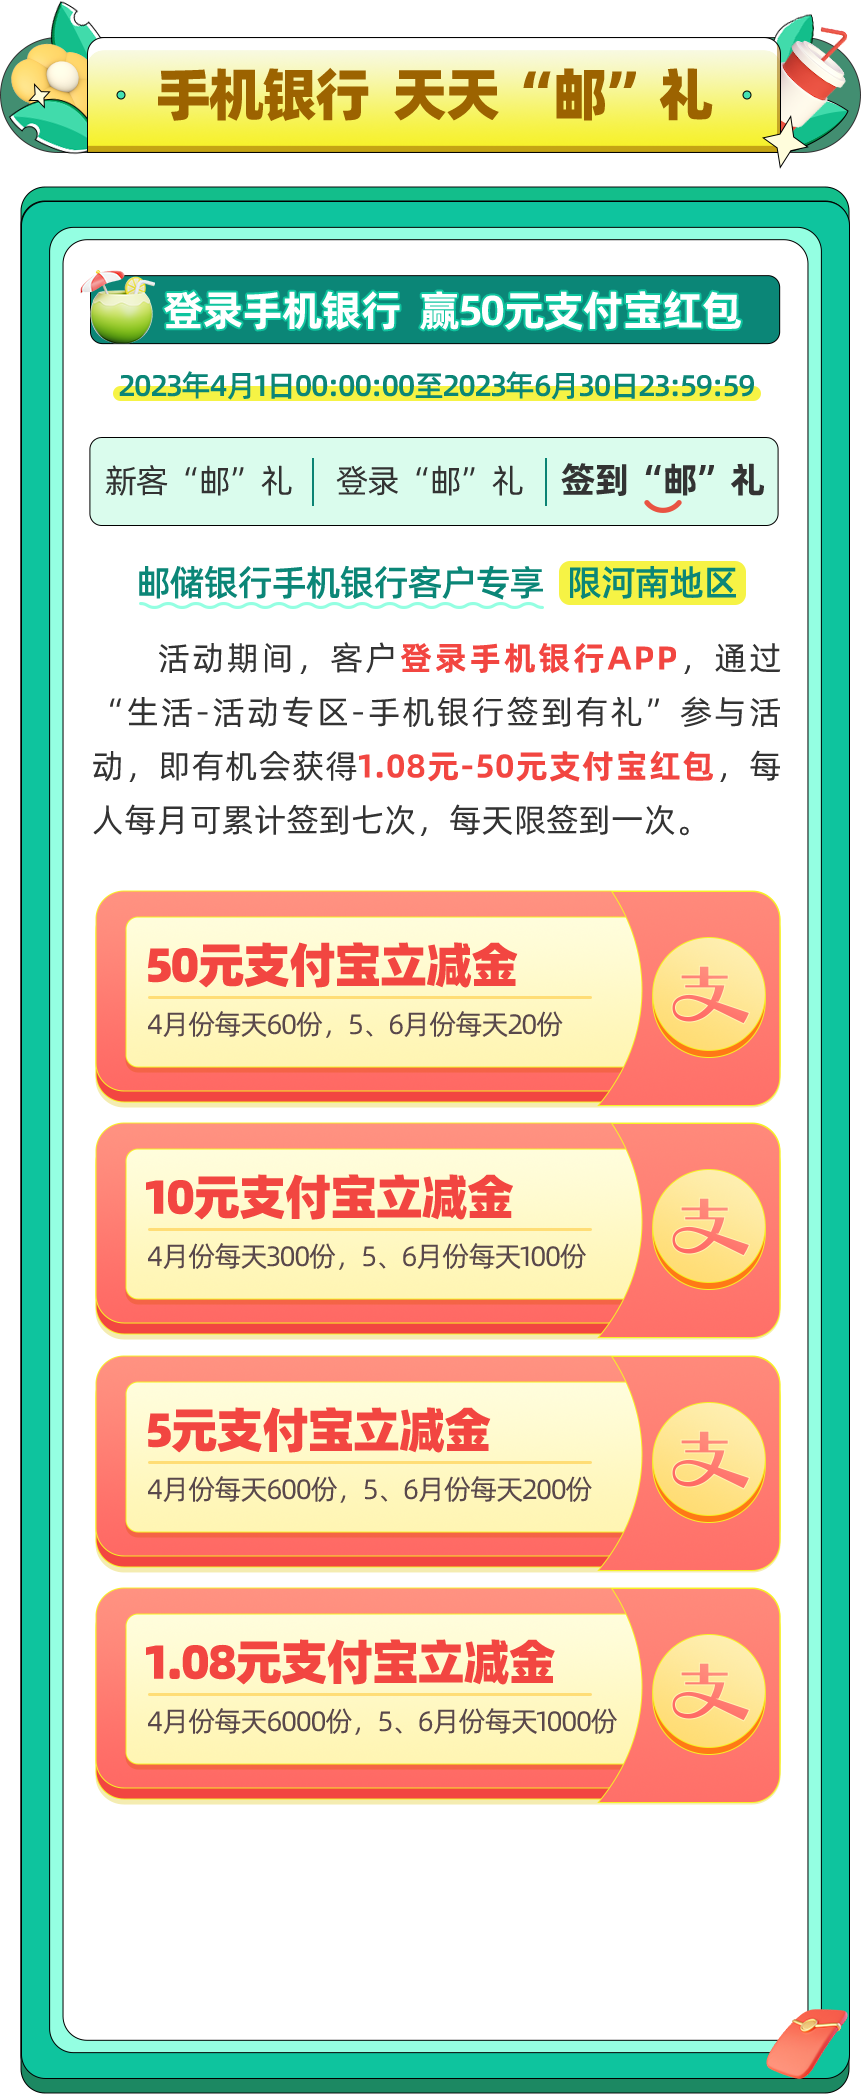 手机银行 天天“邮”礼
登录手机银行 赢50元支付宝红包
2023年4月1日00:00:00至2023年6月30日23:59:59
新客“邮”礼 登录“邮”礼 签到“邮”礼
邮储银行手机银行客户专享 限河南地区
活动期间，客户登录手机银行APP，通过
“生活-活动专区-手机银行签到有礼”参与活
动，即有机会获得1.08元-50元支付宝红包，每
人每月可累计签到七次，每天限签到一次。
50元支付宝立减金
4月份每天60份，5、6月份每天20份
支
10元支付宝立减金
4月份每天300份，5、6月份每天100份
支
5元支付宝立减金
4月份每天600份，5、6月份每天200份
支
1.08元支付宝立减金
4月份每天6000份，5、6月份每天1000份
支